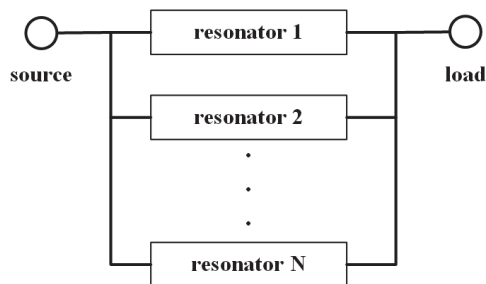 resonator 1
source
load
resonator 2
resonator N